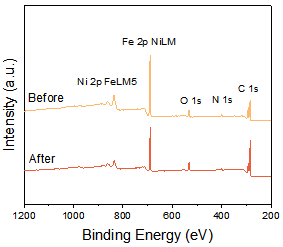 Fe 2p NiLM
Ni 2p FeLM5
C 1s
O 1s N 1s
Before
After
Intensity (a.u.)
1200 1000 800 600 400 200
Binding Energy (eV)